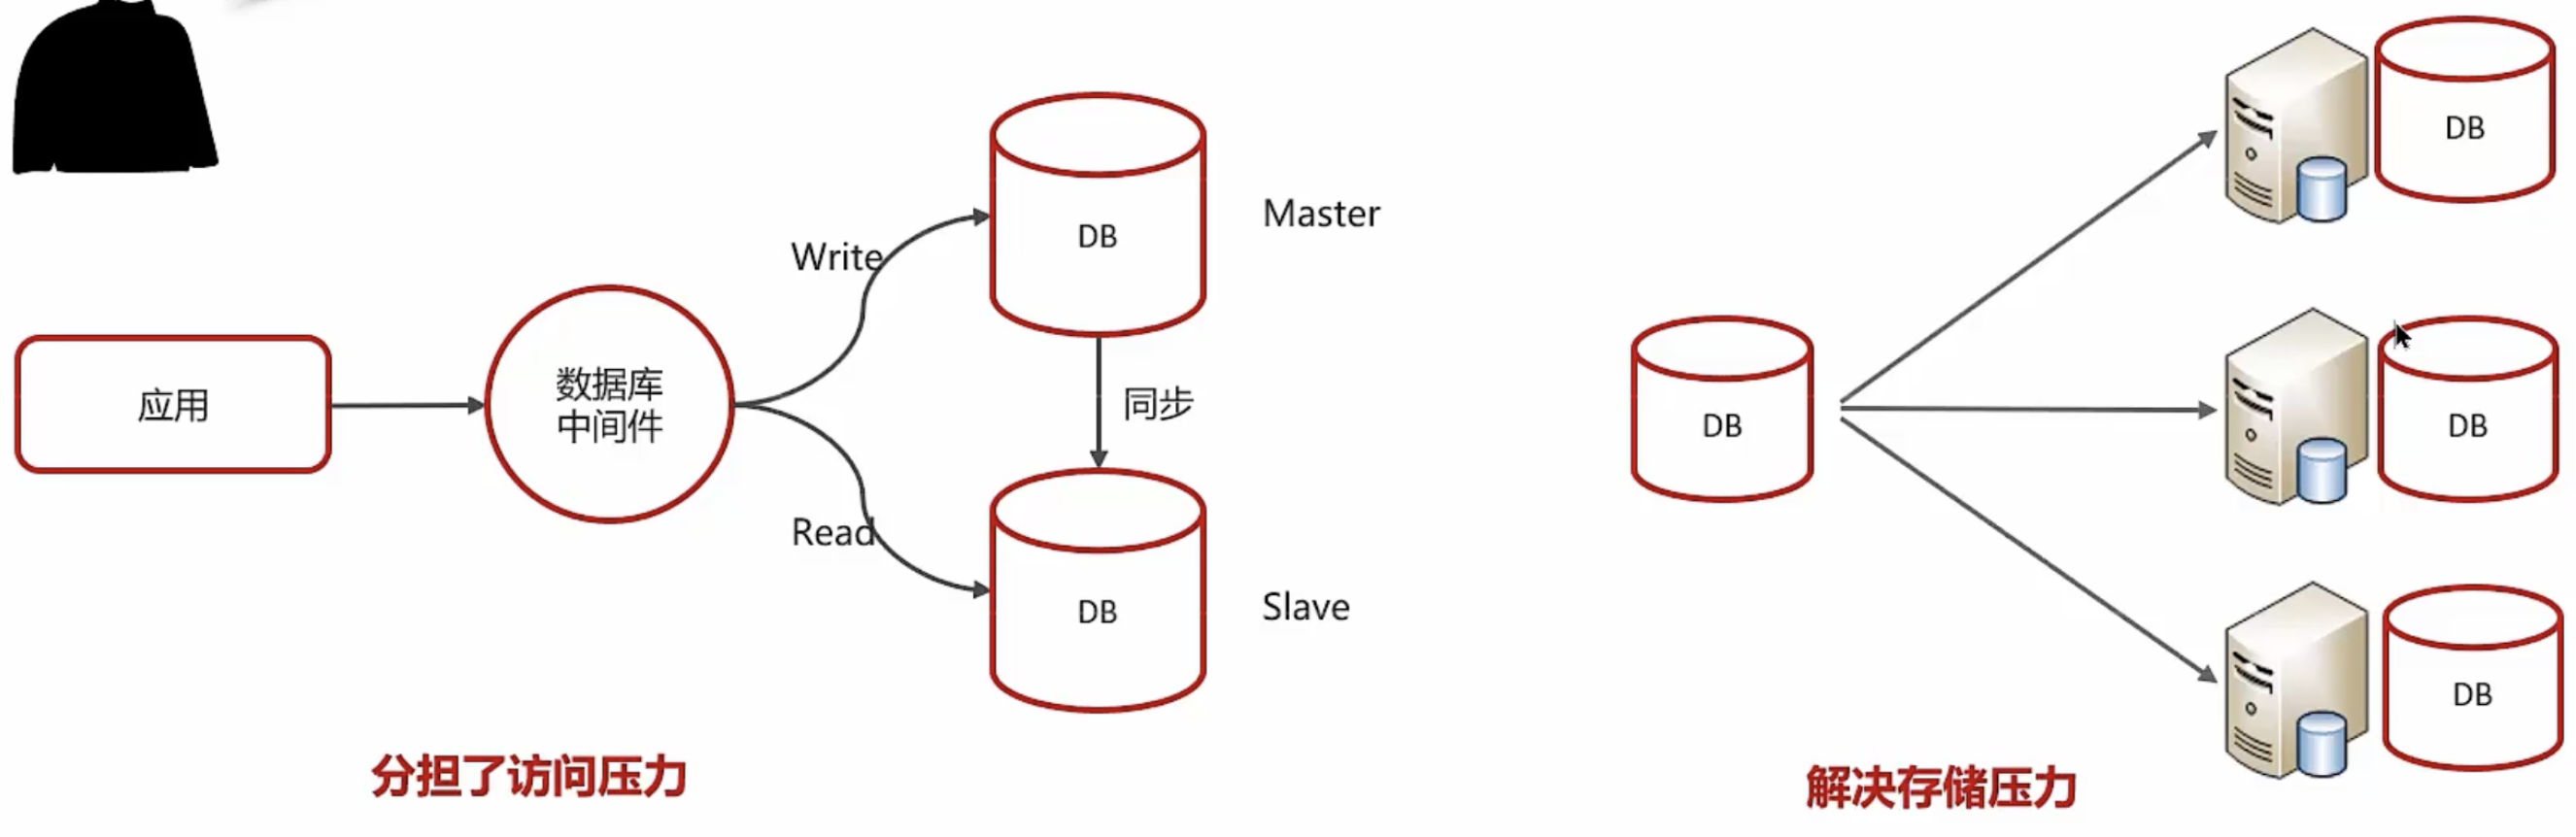 应用
数据库
中间件
Write
Read
DB
Master
同步
DB
Slave
分担了访问压力
DB
DB
DB
DB
解决存储压力